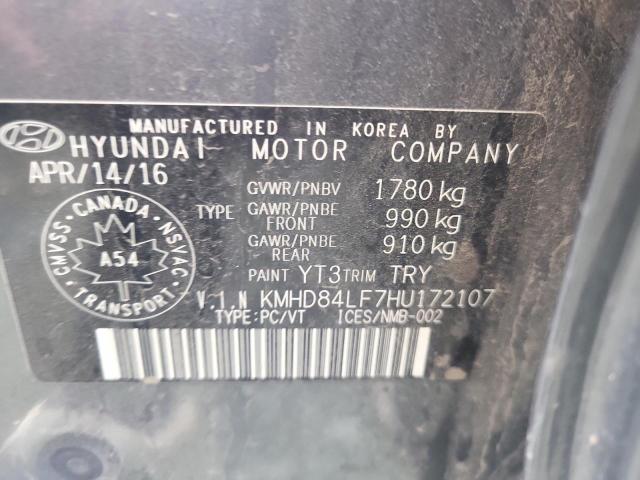 MANUFACTURED IN KOREA BY
HYUNDAI MOTOR COMPANY
APR/14/16
GVWR/PNBV 1780 kg
TYPE GAWR/PNBE FRONT 990 kg
GAWR/PNBE REAR 910 kg
PAINT YT3 TRIM TRY
CANADA
CMVSS NSVAC
A54
TRANSPORT
V.I.N KMHD84LF7HU172107
TYPE:PC/VT ICES/NMB-002